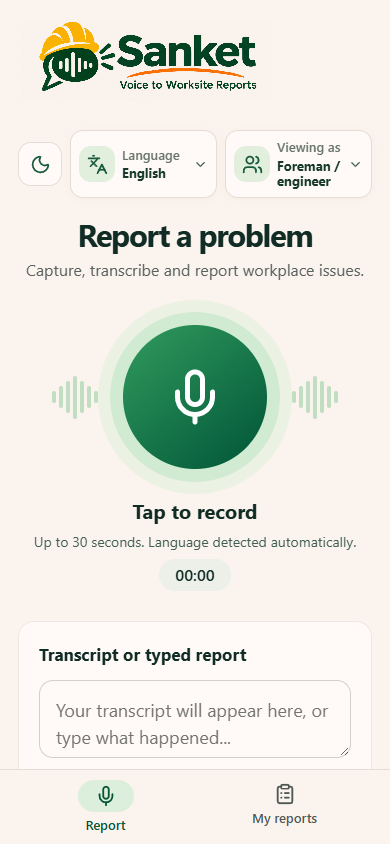 Sanket
Voice to Worksite Reports
Language
English
Viewing as
Foreman /
engineer
Report a problem
Capture, transcribe and report workplace issues.
Tap to record
Up to 30 seconds. Language detected automatically.
00:00
Transcript or typed report
Your transcript will appear here, or
type what happened...
Report
My reports